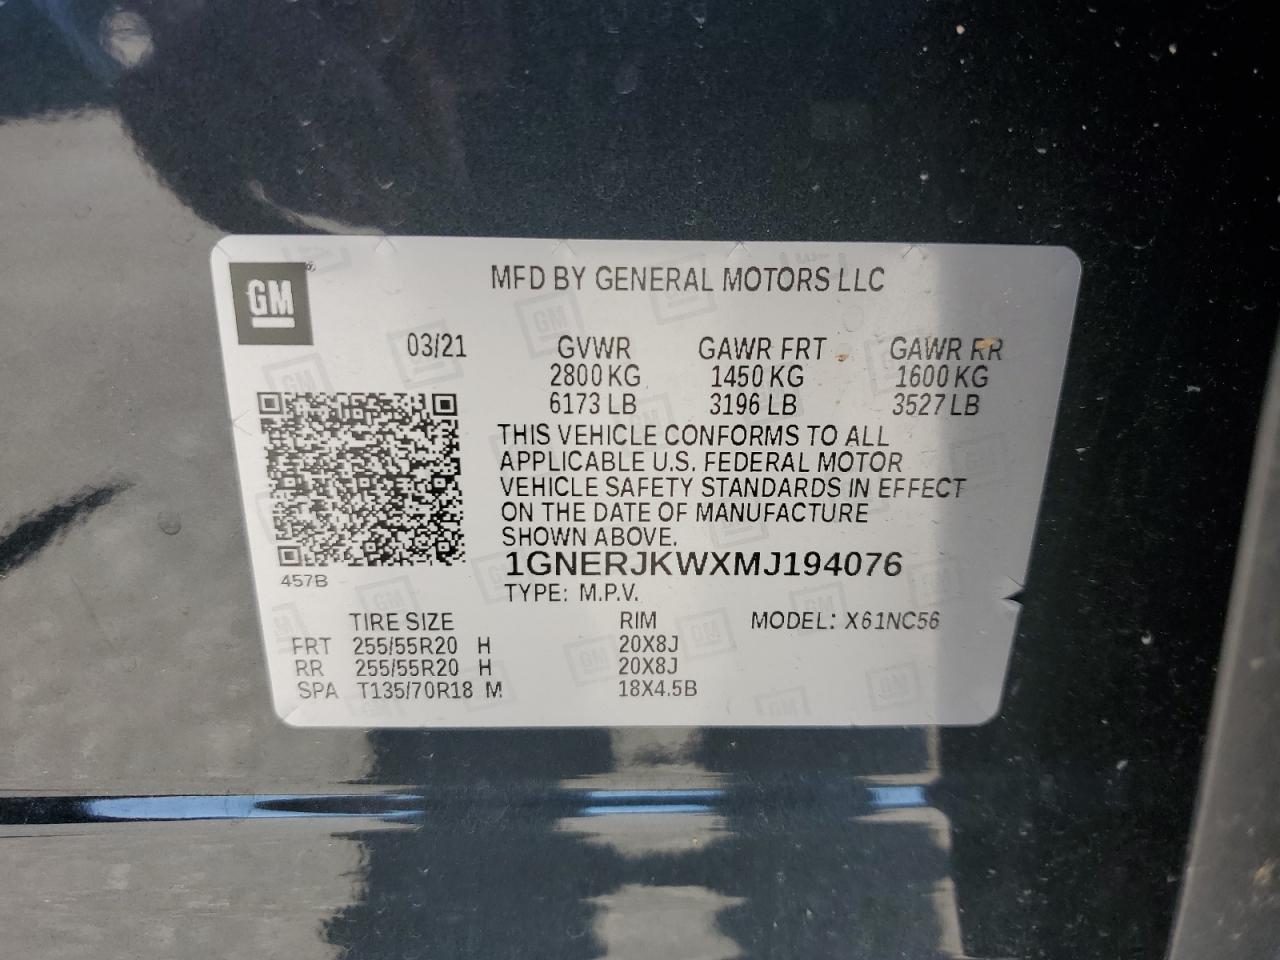 GM
MFD BY GENERAL MOTORS LLC
03/21 GVWR GAWR FRT GAWR RR
2800 KG 1450 KG 1600 KG
6173 LB 3196 LB 3527 LB
THIS VEHICLE CONFORMS TO ALL
APPLICABLE U.S. FEDERAL MOTOR
VEHICLE SAFETY STANDARDS IN EFFECT
ON THE DATE OF MANUFACTURE
SHOWN ABOVE.
1GNERJKWXMJ194076
457B
TYPE: M.P.V.
TIRE SIZE RIM MODEL: X61NC56
FRT 255/55R20 H 20X8J
RR 255/55R20 H 20X8J
SPA T135/70R18 M 18X4.5B